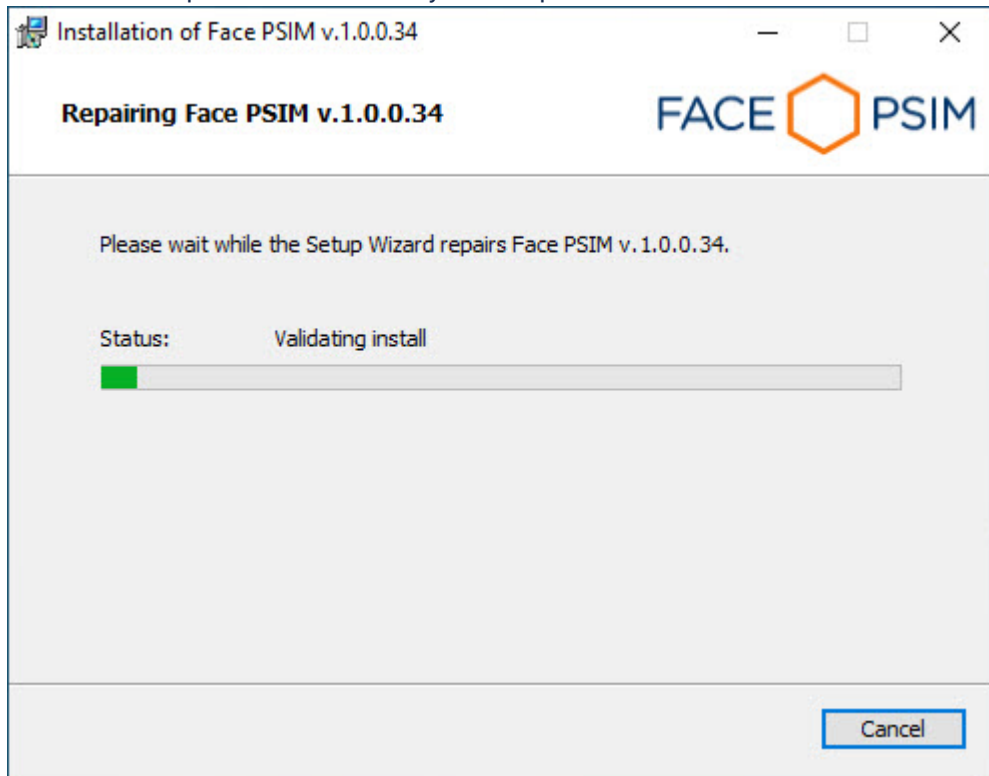 Installation of Face PSIM v.1.0.0.34
Repairing Face PSIM v.1.0.0.34
FACE PSIM
Please wait while the Setup Wizard repairs Face PSIM v.1.0.0.34.
Status: Validating install
Cancel